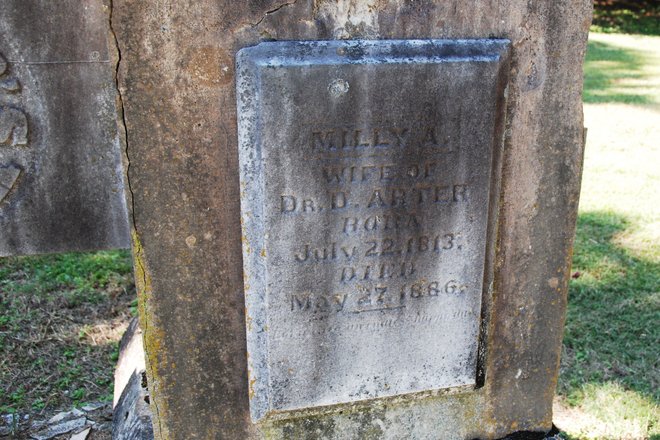 MILLY A.
WIFE OF
DR. D. ARTER
BORN
July 22, 1813.
DIED
May 27, 1886.